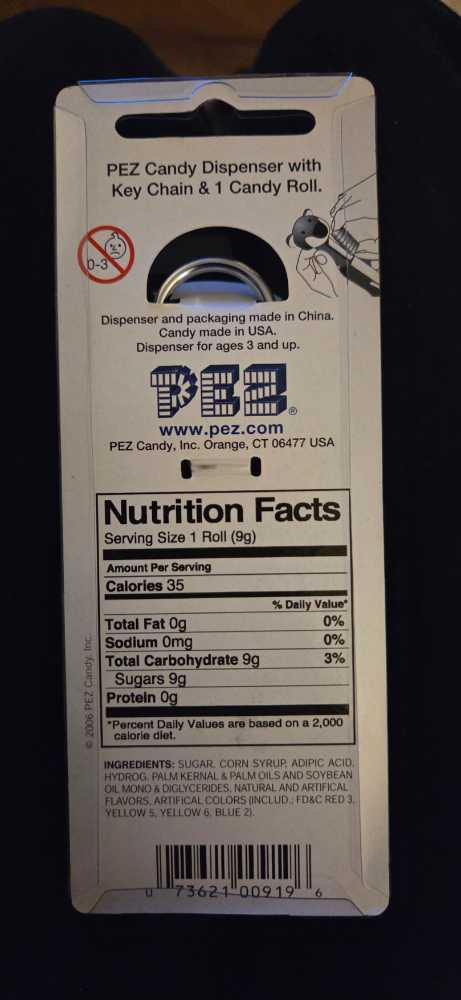 PEZ Candy Dispenser with
Key Chain & 1 Candy Roll.
0-3
Dispenser and packaging made in China.
Candy made in USA.
Dispenser for ages 3 and up.
PEZ®
www.pez.com
PEZ Candy, Inc. Orange, CT 06477 USA
Nutrition Facts
Serving Size 1 Roll (9g)
Amount Per Serving
Calories 35
% Daily Value*
Total Fat 0g 0%
Sodium 0mg 0%
Total Carbohydrate 9g 3%
Sugars 9g
Protein 0g
*Percent Daily Values are based on a 2,000
calorie diet.
© 2006 PEZ Candy, Inc.
INGREDIENTS: SUGAR, CORN SYRUP, ADIPIC ACID,
HYDROG. PALM KERNAL & PALM OILS AND SOYBEAN
OIL MONO & DIGLYCERIDES, NATURAL AND ARTIFICAL
FLAVORS, ARTIFICAL COLORS (INCLUD.; FD&C RED 3,
YELLOW 5, YELLOW 6, BLUE 2).
U 73621 00919 6